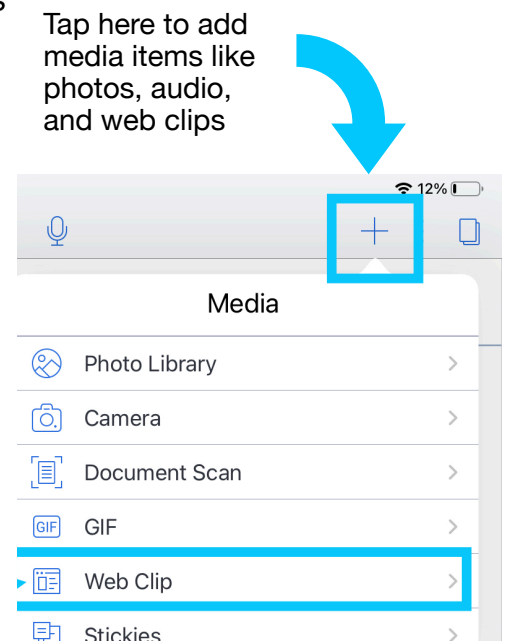 s
Tap here to add
media items like
photos, audio,
and web clips
12%
Media
Photo Library
Camera
Document Scan
GIF GIF
Web Clip
Stickies